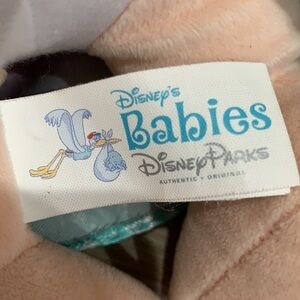 Disney's
Babies
Disney Parks
AUTHENTIC • ORIGINAL